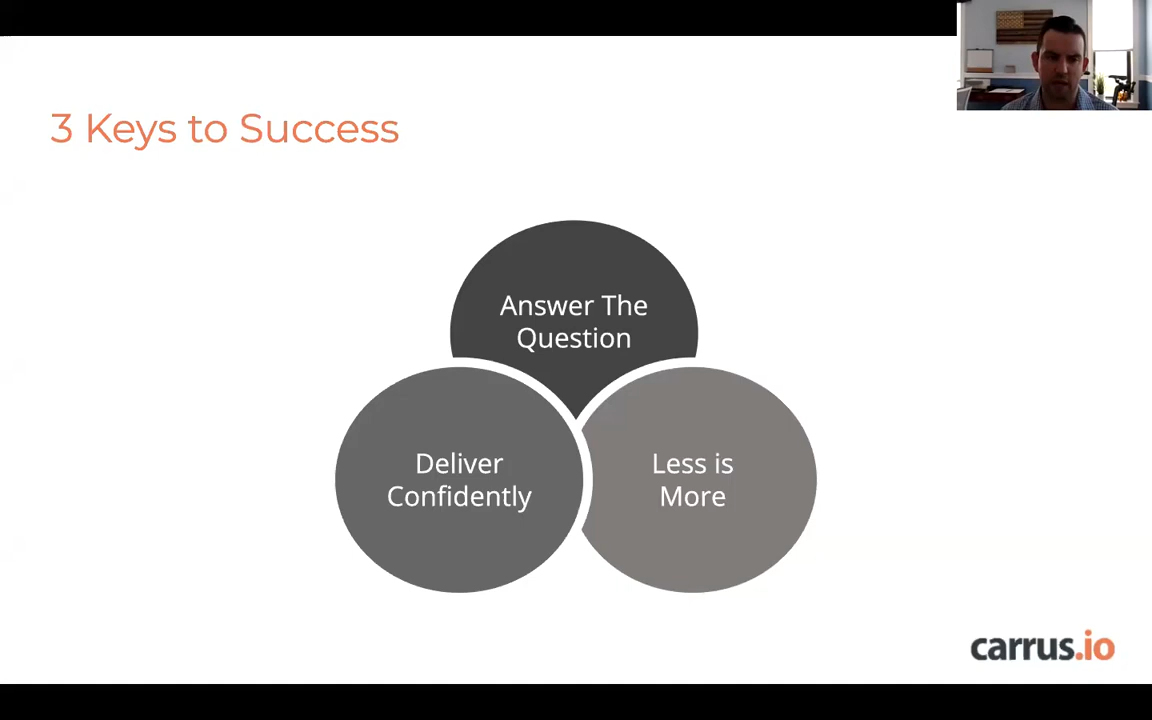 3 Keys to Success
Answer The
Question
Deliver
Confidently
Less is
More
carrus.io